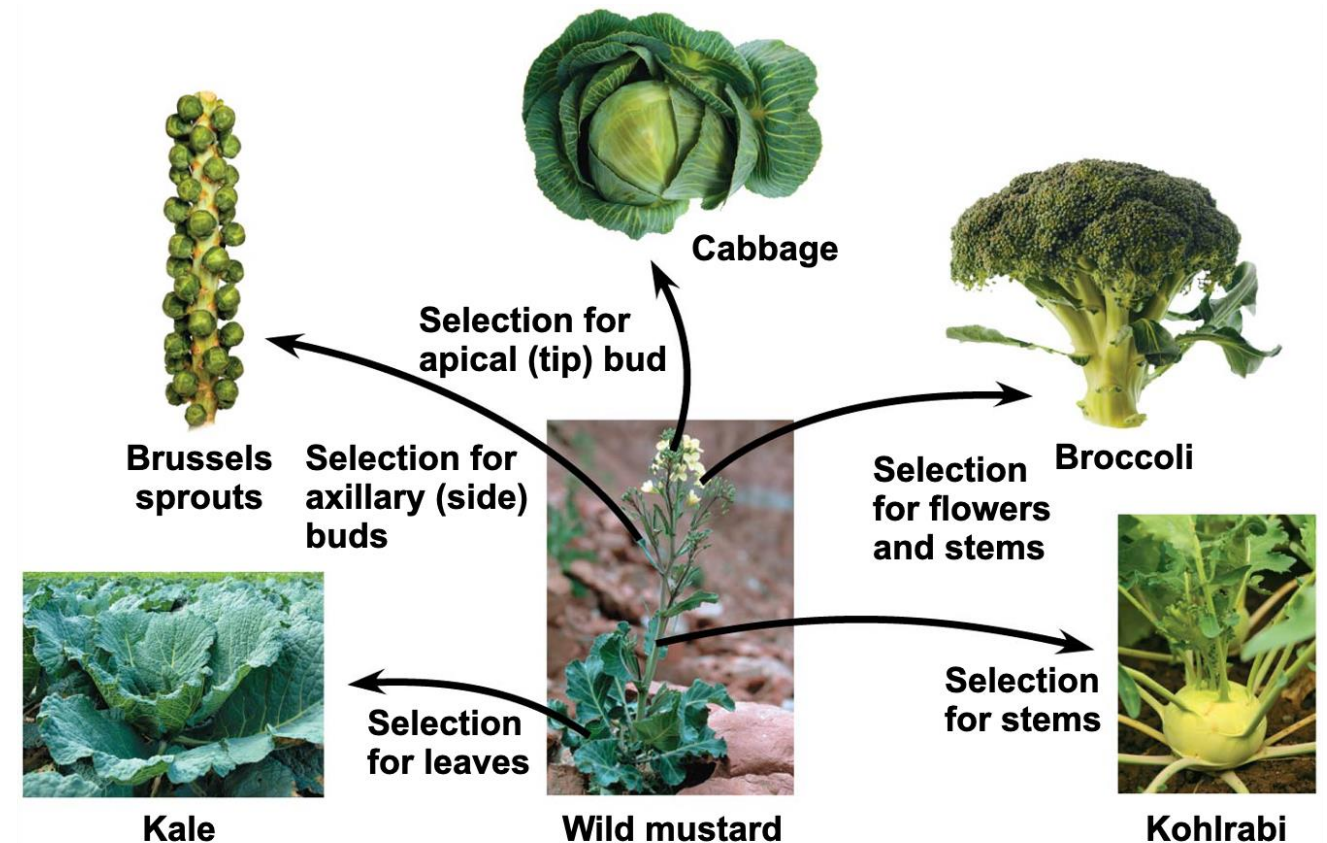 Cabbage
Selection for
apical (tip) bud
Brussels
sprouts
Selection for
axillary (side)
buds
Broccoli
Selection
for flowers
and stems
Selection
for leaves
Selection
for stems
Kale
Wild mustard
Kohlrabi